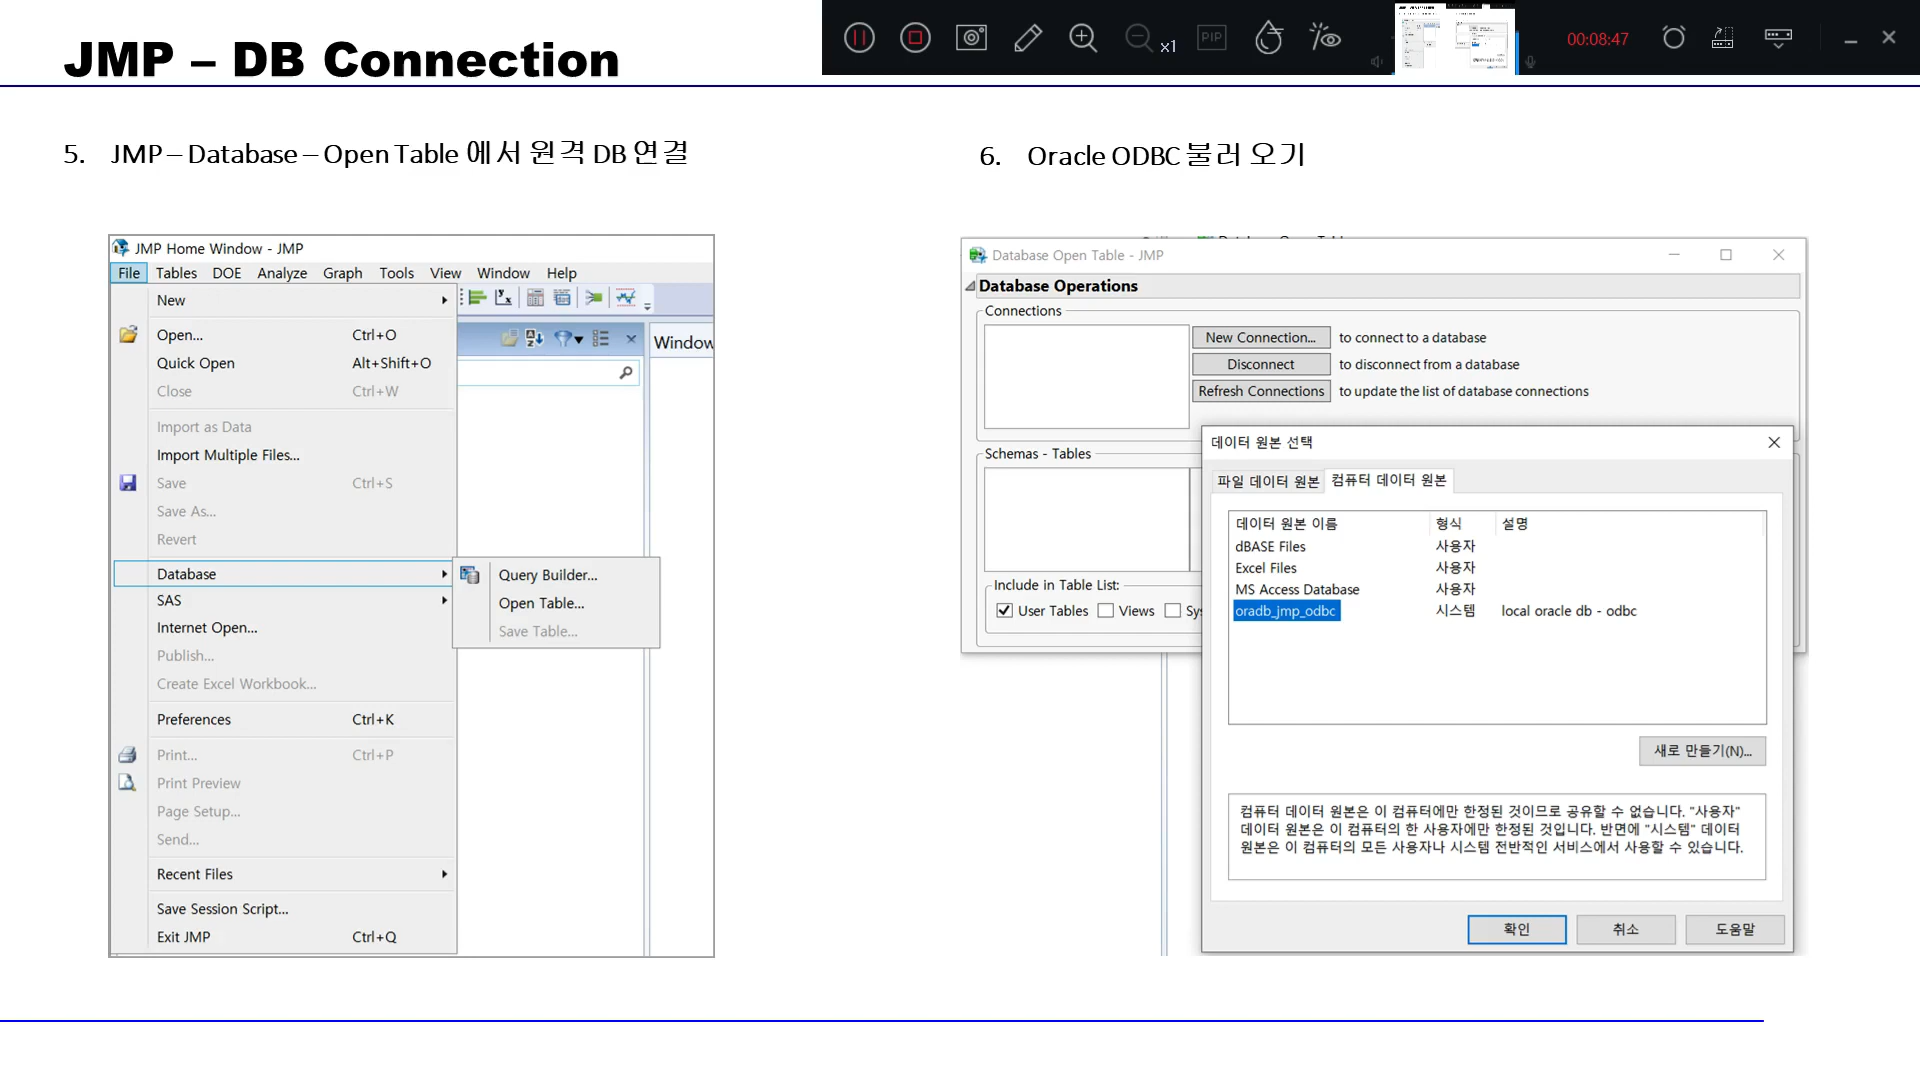 JMP – DB Connection
x1
PIP
00:08:47
5. JMP – Database – Open Table 에서 원격 DB 연결
JMP Home Window - JMP
File Tables DOE Analyze Graph Tools View Window Help
New
Open... Ctrl+O
Quick Open Alt+Shift+O
Close Ctrl+W
Import as Data
Import Multiple Files...
Save Ctrl+S
Save As...
Revert
Database
SAS
Internet Open...
Publish...
Create Excel Workbook...
Preferences Ctrl+K
Print... Ctrl+P
Print Preview
Page Setup...
Send...
Recent Files
Save Session Script...
Exit JMP Ctrl+Q
Query Builder...
Open Table...
Save Table...
Window
6. Oracle ODBC 불러 오기
Database Open Table - JMP
Database Operations
Connections
New Connection... to connect to a database
Disconnect to disconnect from a database
Refresh Connections to update the list of database connections
Schemas - Tables
Include in Table List:
User Tables Views Sy
데이터 원본 선택
파일 데이터 원본 컴퓨터 데이터 원본
데이터 원본 이름 형식 설명
dBASE Files 사용자
Excel Files 사용자
MS Access Database 사용자
oradb_jmp_odbc 시스템 local oracle db - odbc
새로 만들기(N)...
컴퓨터 데이터 원본은 이 컴퓨터에만 한정된 것이므로 공유할 수 없습니다. "사용자"
데이터 원본은 이 컴퓨터의 한 사용자에만 한정된 것입니다. 반면에 "시스템" 데이터
원본은 이 컴퓨터의 모든 사용자나 시스템 전반적인 서비스에서 사용할 수 있습니다.
확인 취소 도움말